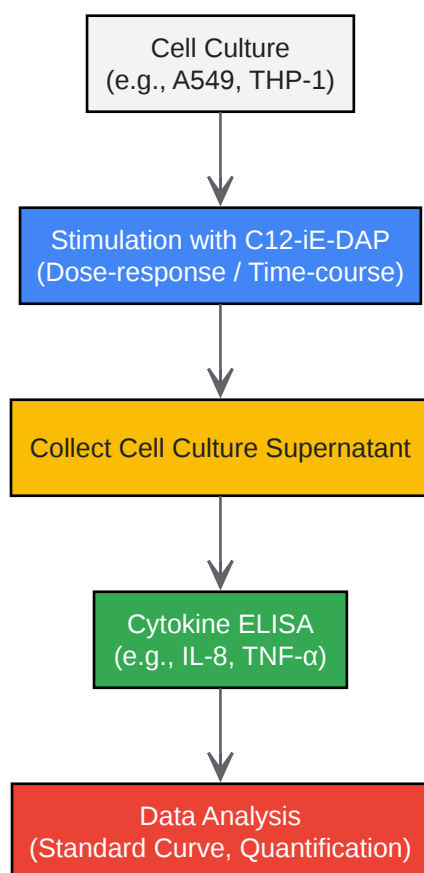 Cell Culture
(e.g., A549, THP-1)
Stimulation with C12-iE-DAP
(Dose-response / Time-course)
Collect Cell Culture Supernatant
Cytokine ELISA
(e.g., IL-8, TNF-α)
Data Analysis
(Standard Curve, Quantification)